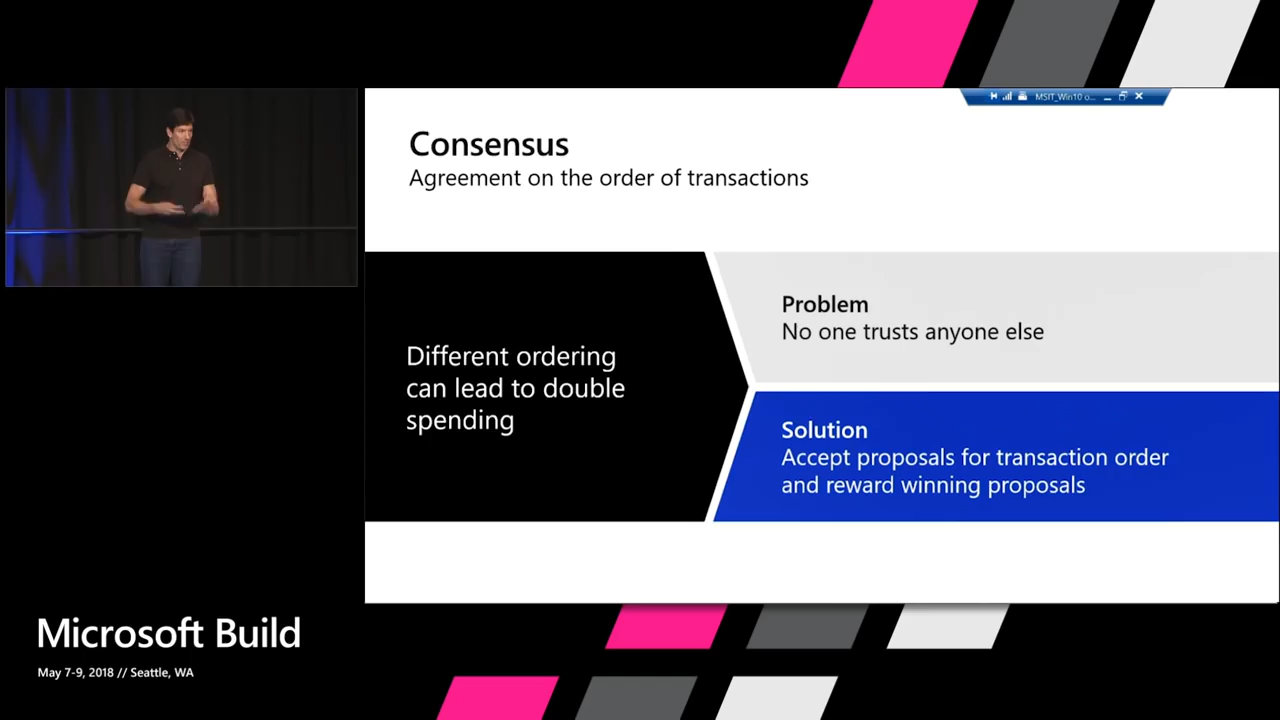 MSIT_Win10 o...
Consensus
Agreement on the order of transactions
Different ordering
can lead to double
spending
Problem
No one trusts anyone else
Solution
Accept proposals for transaction order
and reward winning proposals
Microsoft Build
May 7-9, 2018 // Seattle, WA